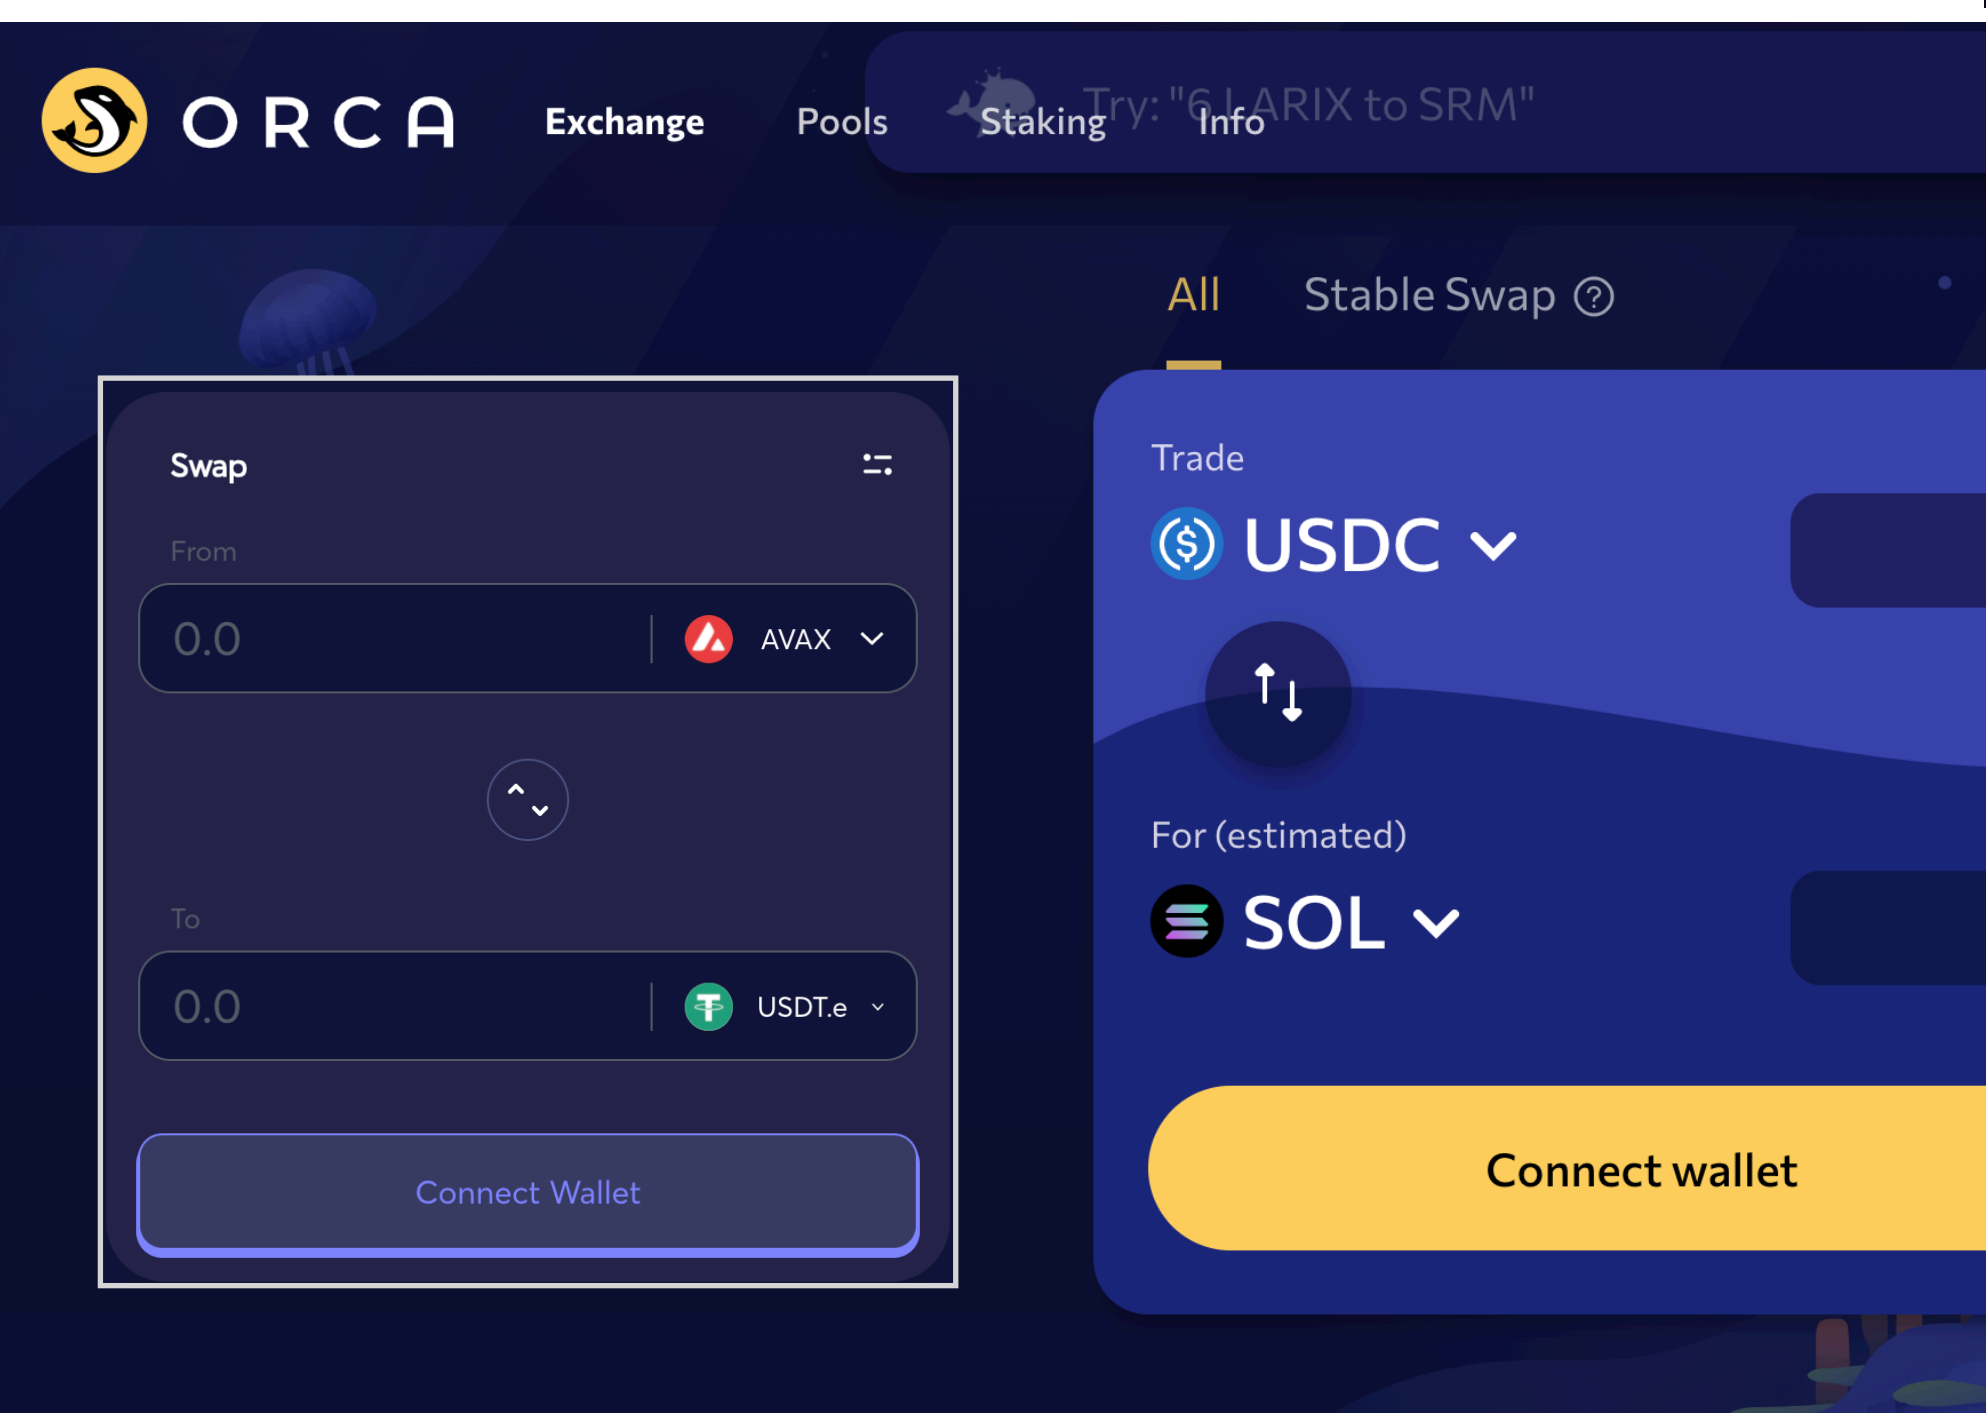 ORCA
Exchange
Pools
Staking
Info
Try: "6 LARIX to SRM"
All
Stable Swap ?
Swap
From
0.0
AVAX
To
0.0
USDT.e
Connect Wallet
Trade
USDC
For (estimated)
SOL
Connect wallet